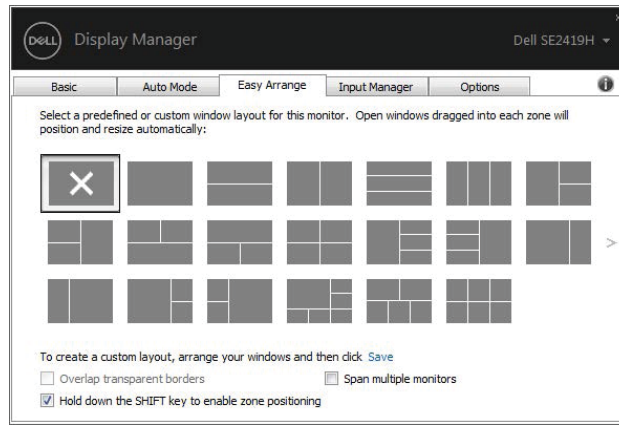 DELL Display Manager Dell SE2419H
Basic Auto Mode Easy Arrange Input Manager Options
Select a predefined or custom window layout for this monitor. Open windows dragged into each zone will
position and resize automatically:
To create a custom layout, arrange your windows and then click Save
Overlap transparent borders Span multiple monitors
Hold down the SHIFT key to enable zone positioning